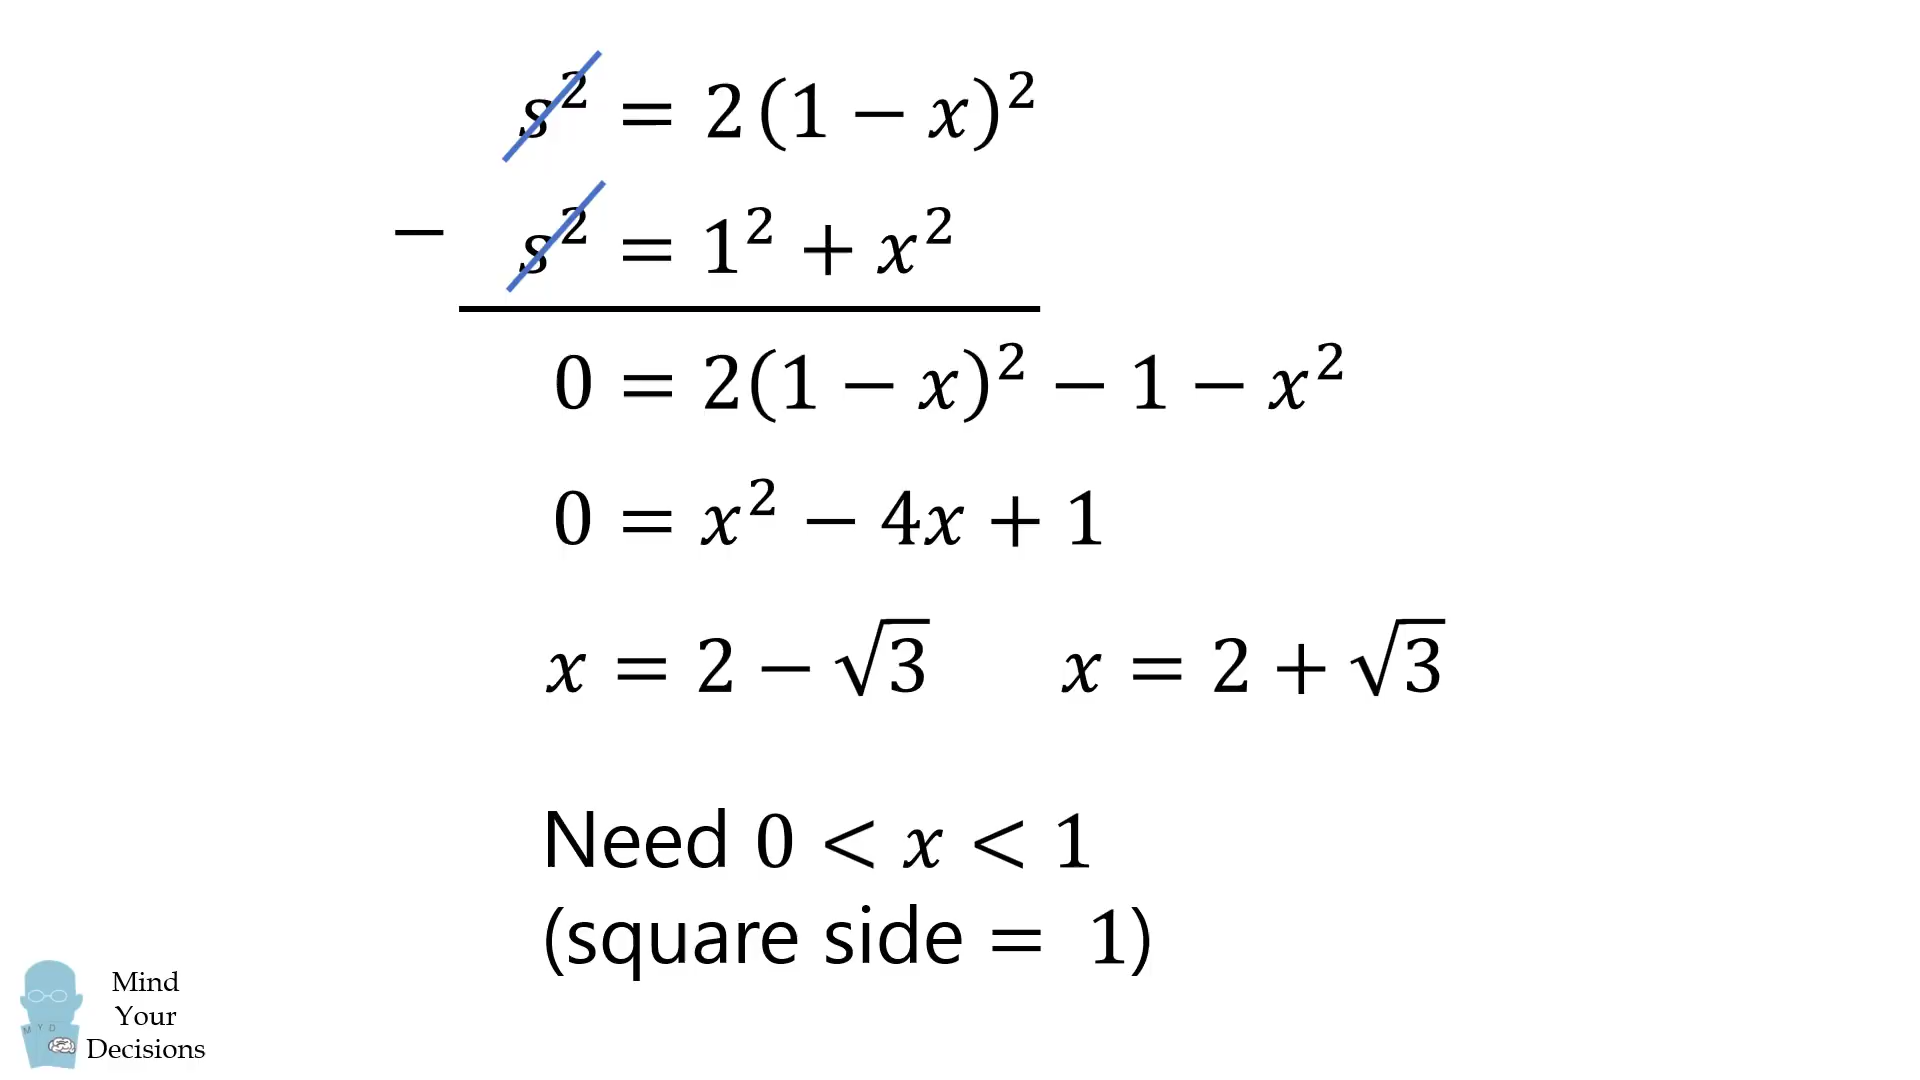 s² = 2(1 − x)²
− s² = 1² + x²
0 = 2(1 − x)² − 1 − x²
0 = x² − 4x + 1
x = 2 − √3 x = 2 + √3
Need 0 < x < 1
(square side = 1)
M Y D
Mind
Your
Decisions